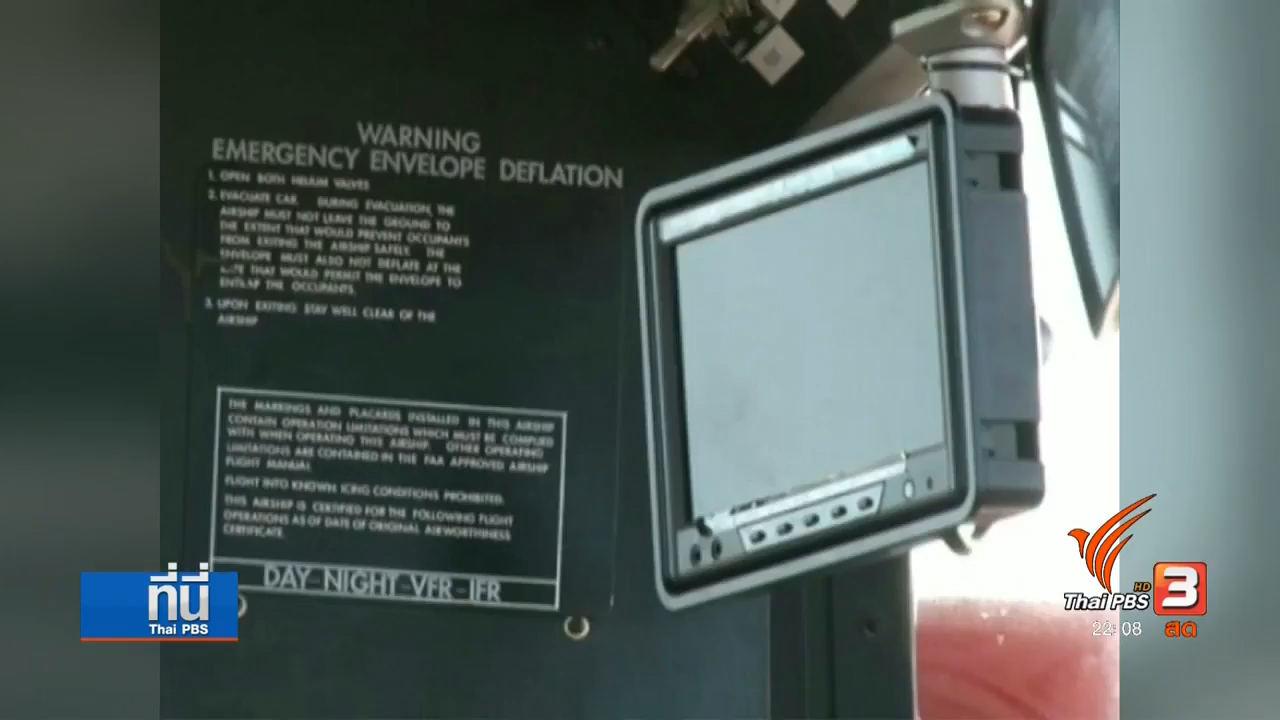 WARNING
EMERGENCY ENVELOPE DEFLATION
1. OPEN BOTH HELIUM VALVES
2. EVACUATE CAR. DURING EVACUATION, THE
AIRSHIP MUST NOT LEAVE THE GROUND TO
THE EXTENT THAT WOULD PREVENT OCCUPANTS
FROM EXITING THE AIRSHIP SAFELY. THE
ENVELOPE MUST ALSO NOT DEFLATE AT THE
RATE THAT WOULD PERMIT THE ENVELOPE TO
ENTRAP THE OCCUPANTS.
3. UPON EXITING STAY WELL CLEAR OF THE
AIRSHIP
THE MARKINGS AND PLACARDS INSTALLED IN THIS AIRSHIP
CONTAIN OPERATION LIMITATIONS WHICH MUST BE COMPLIED
WITH WHEN OPERATING THIS AIRSHIP. OTHER OPERATING
LIMITATIONS ARE CONTAINED IN THE FAA APPROVED AIRSHIP
FLIGHT MANUAL
FLIGHT INTO KNOWN ICING CONDITIONS PROHIBITED.
THIS AIRSHIP IS CERTIFIED FOR THE FOLLOWING FLIGHT
OPERATIONS AS OF DATE OF ORIGINAL AIRWORTHINESS
CERTIFICATE.
DAY-NIGHT-VFR-IFR
ที่นี่
Thai PBS
Thai PBS HD 3
22:08 สด